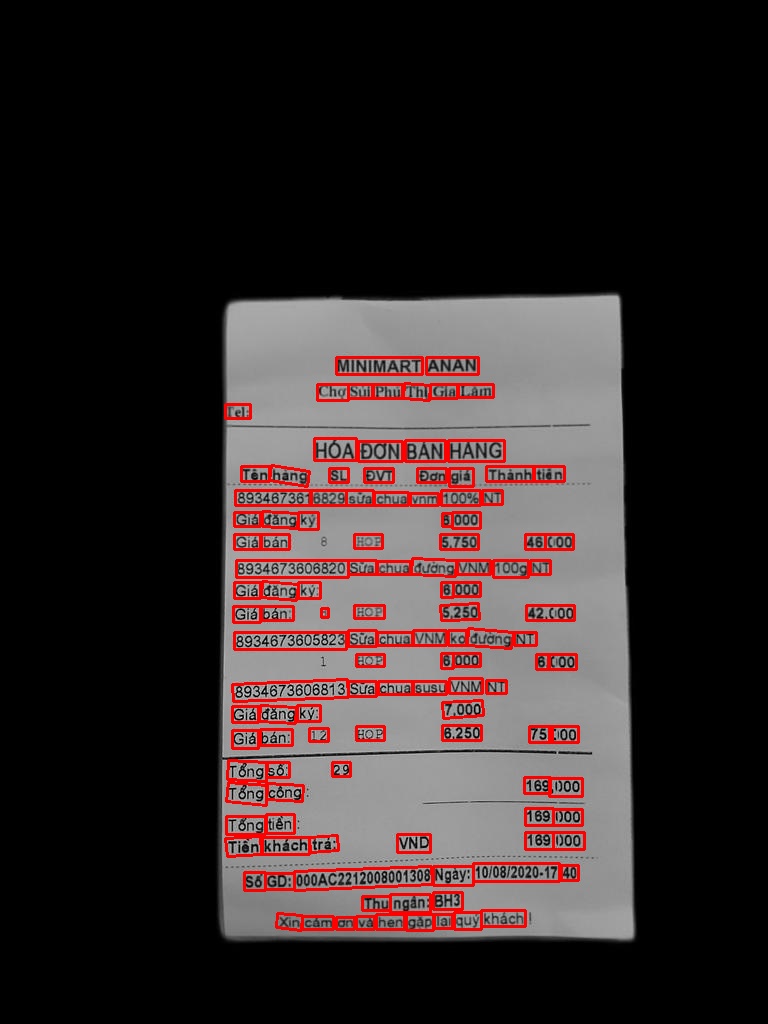 MINIMART ANAN
Chợ Sủi Phú Thị Gia Lâm
Tel:
HÓA ĐƠN BÁN HÀNG
Tên hàng SL ĐVT Đơn giá Thành tiền
8934673616829 sữa chua vnm 100% NT
Giá đăng ký 6,000
Giá bán 8 HOP 5,750 46,000
8934673606820 Sữa chua đường VNM 100g NT
Giá đăng ký: 6,000
Giá bán: HOP 5,250 42,000
8934673605823 Sữa chua VNM ko đường NT
1 HOP 6,000 6,000
8934673606813 Sữa chua susu VNM NT
Giá đăng ký: 7,000
Giá bán: 12 HOP 6,250 75,000
Tổng số: 29
Tổng cộng : 169,000
Tổng tiền : 169,000
Tiền khách trả: VND 169,000
Số GD: 000AC2212008001308 Ngày: 10/08/2020-17:40
Thu ngân: BH3
Xin cảm ơn và hẹn gặp lại quý khách !